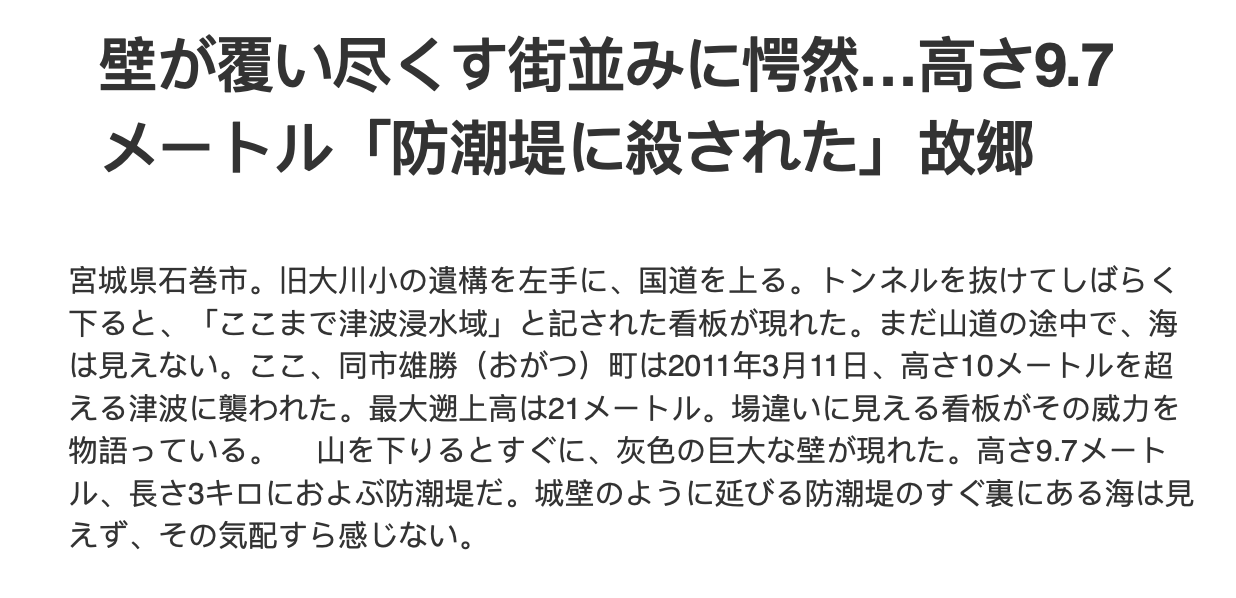 壁が覆い尽くす街並みに愕然…高さ9.7
メートル「防潮堤に殺された」故郷
宮城県石巻市。旧大川小の遺構を左手に、国道を上る。トンネルを抜けてしばらく
下ると、「ここまで津波浸水域」と記された看板が現れた。まだ山道の途中で、海
は見えない。ここ、同市雄勝（おがつ）町は2011年3月11日、高さ10メートルを超
える津波に襲われた。最大遡上高は21メートル。場違いに見える看板がその威力を
物語っている。　山を下りるとすぐに、灰色の巨大な壁が現れた。高さ9.7メート
ル、長さ3キロにおよぶ防潮堤だ。城壁のように延びる防潮堤のすぐ裏にある海は見
えず、その気配すら感じない。